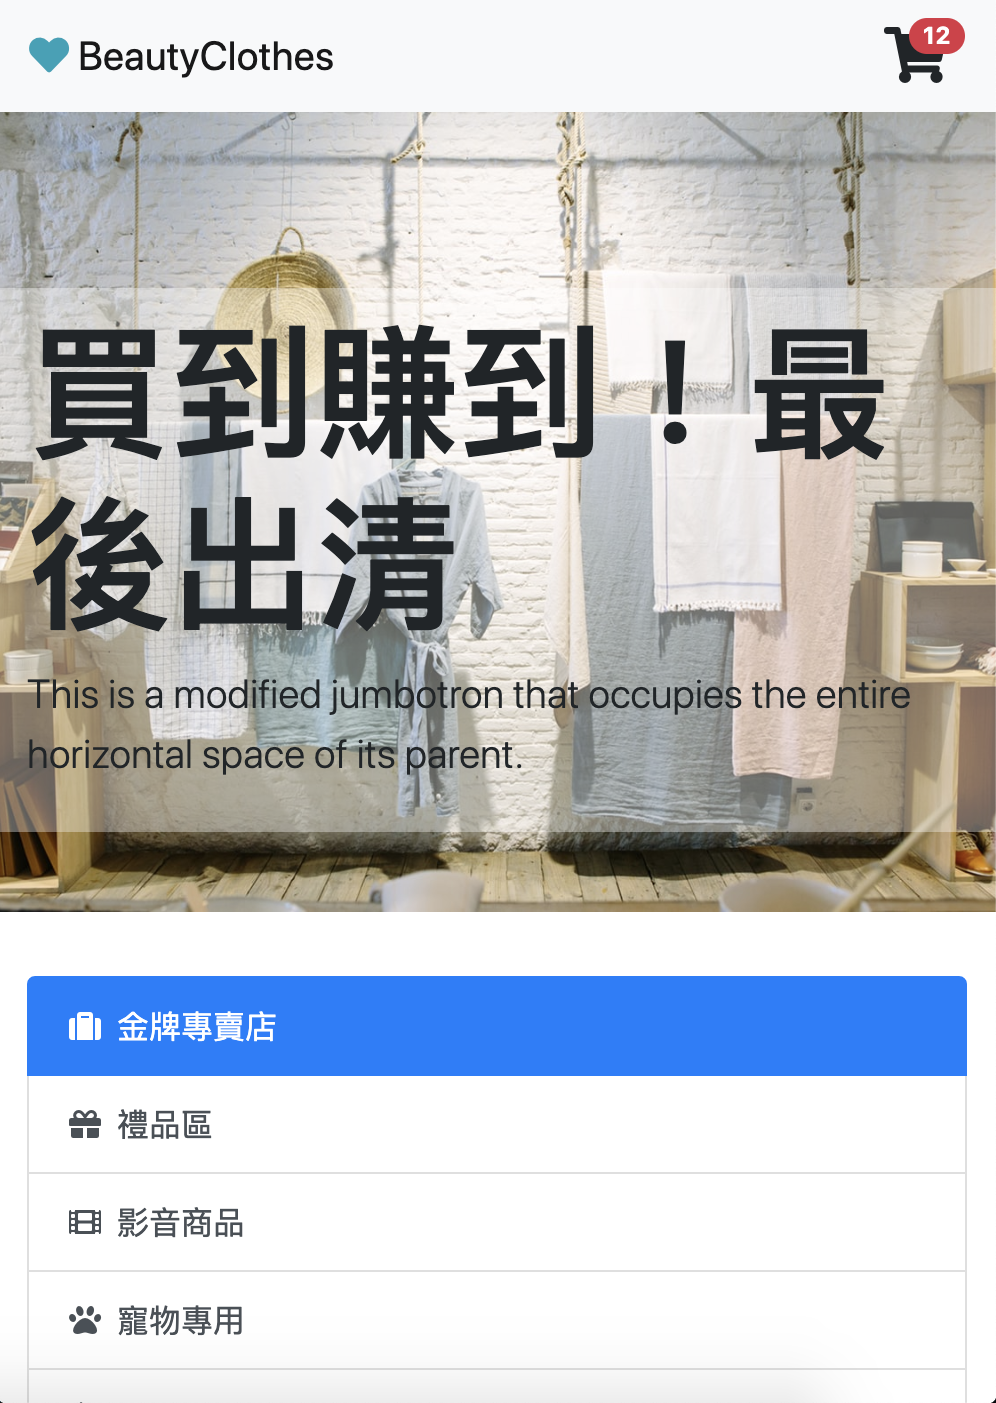 BeautyClothes
12
買到賺到！最
後出清
This is a modified jumbotron that occupies the entire
horizontal space of its parent.
金牌專賣店
禮品區
影音商品
寵物專用